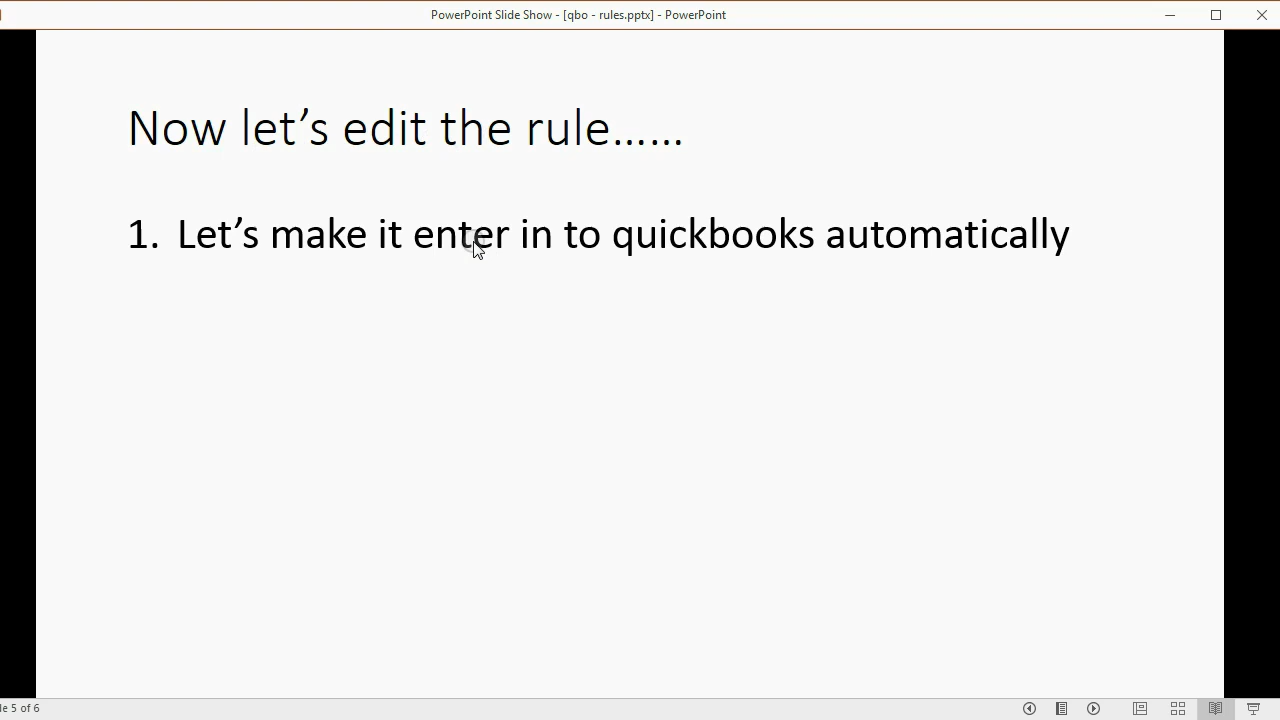 PowerPoint Slide Show - [qbo - rules.pptx] - PowerPoint
Now let’s edit the rule……
1. Let’s make it enter in to quickbooks automatically
5 of 6